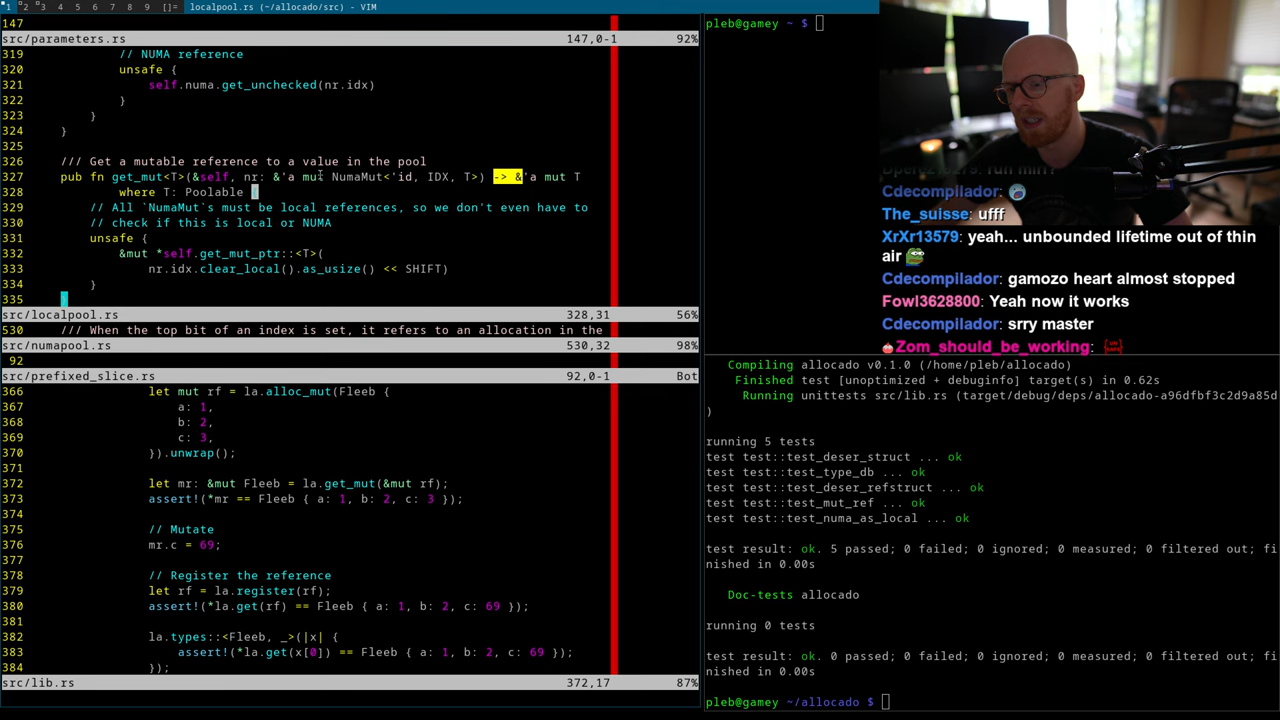 1 2 3 4 5 6 7 8 9 []= localpool.rs (~/allocado/src) - VIM
147
src/parameters.rs 147,0-1 92%
319 // NUMA reference
320 unsafe {
321 self.numa.get_unchecked(nr.idx)
322 }
323 }
324 }
325
326 /// Get a mutable reference to a value in the pool
327 pub fn get_mut<T>(&self, nr: &'a mut NumaMut<'id, IDX, T>) -> &'a mut T
328 where T: Poolable {
329 // All `NumaMut`s must be local references, so we don't even have to
330 // check if this is local or NUMA
331 unsafe {
332 &mut *self.get_mut_ptr::<T>(
333 nr.idx.clear_local().as_usize() << SHIFT)
334 }
335 }
src/localpool.rs 328,31 56%
530 /// When the top bit of an index is set, it refers to an allocation in the
src/numapool.rs 530,32 98%
92
src/prefixed_slice.rs 92,0-1 Bot
366 let mut rf = la.alloc_mut(Fleeb {
367 a: 1,
368 b: 2,
369 c: 3,
370 }).unwrap();
371
372 let mr: &mut Fleeb = la.get_mut(&mut rf);
373 assert!(*mr == Fleeb { a: 1, b: 2, c: 3 });
374
375 // Mutate
376 mr.c = 69;
377
378 // Register the reference
379 let rf = la.register(rf);
380 assert!(*la.get(rf) == Fleeb { a: 1, b: 2, c: 69 });
381
382 la.types::<Fleeb, _>(|x| {
383 assert!(*la.get(x[0]) == Fleeb { a: 1, b: 2, c: 69 });
384 });
src/lib.rs 372,17 87%
pleb@gamey ~ $
Cdecompilador:
The_suisse: ufff
XrXr13579: yeah... unbounded lifetime out of thin
air
Cdecompilador: gamozo heart almost stopped
Fowl3628800: Yeah now it works
Cdecompilador: srry master
Zom_should_be_working:
Compiling allocado v0.1.0 (/home/pleb/allocado)
Finished test [unoptimized + debuginfo] target(s) in 0.62s
Running unittests src/lib.rs (target/debug/deps/allocado-a96dfbf3c2d9a85d
)
running 5 tests
test test::test_deser_struct ... ok
test test::test_type_db ... ok
test test::test_deser_refstruct ... ok
test test::test_mut_ref ... ok
test test::test_numa_as_local ... ok
test result: ok. 5 passed; 0 failed; 0 ignored; 0 measured; 0 filtered out; fi
nished in 0.00s
Doc-tests allocado
running 0 tests
test result: ok. 0 passed; 0 failed; 0 ignored; 0 measured; 0 filtered out; fi
nished in 0.00s
pleb@gamey ~/allocado $